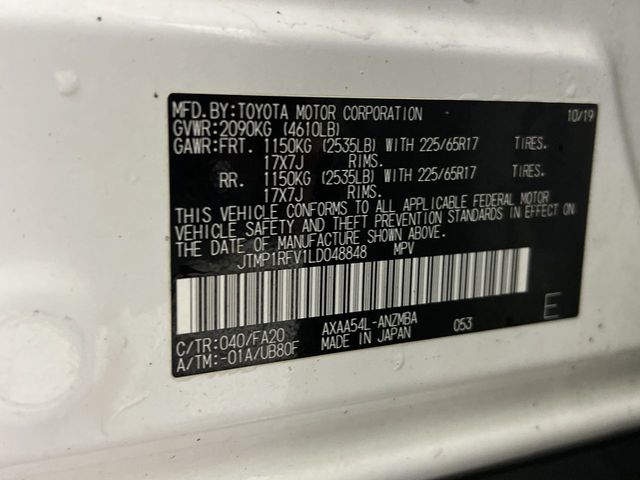 MFD.BY:TOYOTA MOTOR CORPORATION 10/19
GVWR:2090KG (4610LB)
GAWR:FRT. 1150KG (2535LB) WITH 225/65R17 TIRES.
17X7J RIMS.
RR. 1150KG (2535LB) WITH 225/65R17 TIRES.
17X7J RIMS.
THIS VEHICLE CONFORMS TO ALL APPLICABLE FEDERAL MOTOR
VEHICLE SAFETY AND THEFT PREVENTION STANDARDS IN EFFECT ON
THE DATE OF MANUFACTURE SHOWN ABOVE.
JTMP1RFV1LD048848 MPV
C/TR:040/FA20 AXAA54L-ANZMBA 053 E
A/TM:-01A/UB80F MADE IN JAPAN